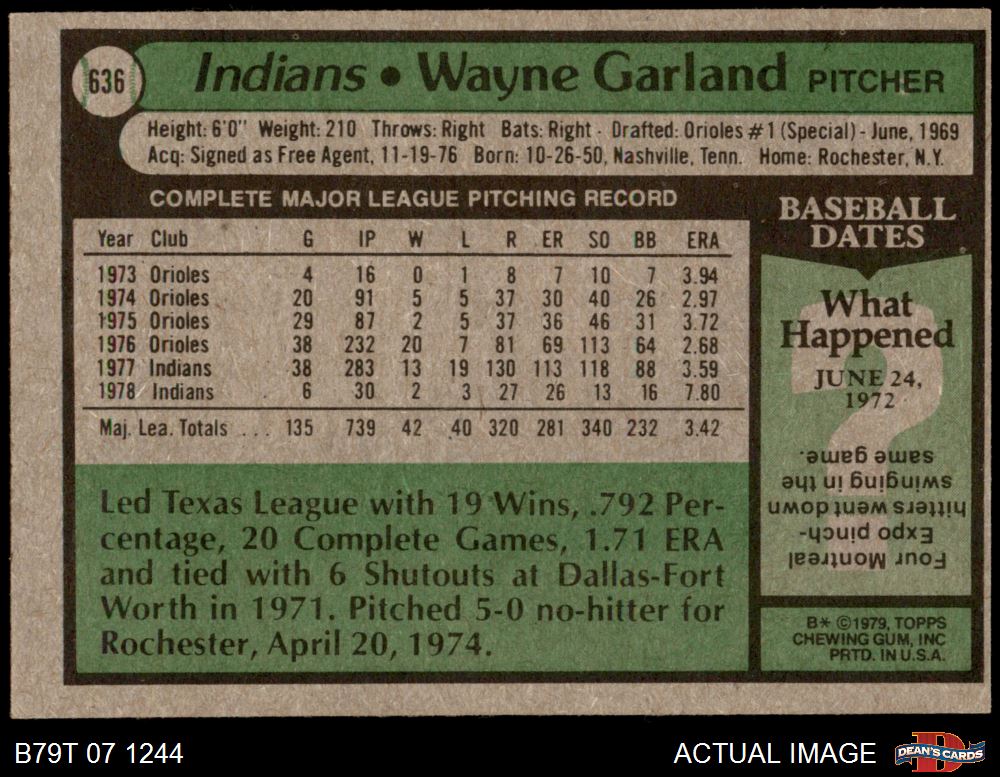 636 Indians • Wayne Garland PITCHER
Height: 6'0" Weight: 210 Throws: Right Bats: Right - Drafted: Orioles #1 (Special) - June, 1969
Acq: Signed as Free Agent, 11-19-76 Born: 10-26-50, Nashville, Tenn. Home: Rochester, N.Y.
COMPLETE MAJOR LEAGUE PITCHING RECORD
Year Club G IP W L R ER SO BB ERA
1973 Orioles 4 16 0 1 8 7 10 7 3.94
1974 Orioles 20 91 5 5 37 30 40 26 2.97
1975 Orioles 29 87 2 5 37 36 46 31 3.72
1976 Orioles 38 232 20 7 81 69 113 64 2.68
1977 Indians 38 283 13 19 130 113 118 88 3.59
1978 Indians 6 30 2 3 27 26 13 16 7.80
Maj. Lea. Totals ... 135 739 42 40 320 281 340 232 3.42
Led Texas League with 19 Wins, .792 Per-
centage, 20 Complete Games, 1.71 ERA
and tied with 6 Shutouts at Dallas-Fort
Worth in 1971. Pitched 5-0 no-hitter for
Rochester, April 20, 1974.
BASEBALL
DATES
What
Happened
JUNE 24,
1972
?
Four Montreal
Expo pinch-
hitters went down
swinging in the
same game.
B* ©1979, TOPPS
CHEWING GUM, INC
PRTD. IN U.S.A.
B79T 07 1244
ACTUAL IMAGE
D
DEAN'S CARDS